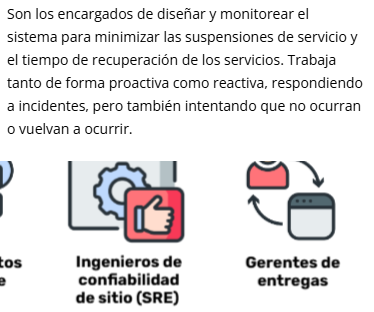 Son los encargados de diseñar y monitorear el
sistema para minimizar las suspensiones de servicio y
el tiempo de recuperación de los servicios. Trabaja
tanto de forma proactiva como reactiva, respondiendo
a incidentes, pero también intentando que no ocurran
o vuelvan a ocurrir.
Ingenieros de
confiabilidad
de sitio (SRE)
Gerentes de
entregas